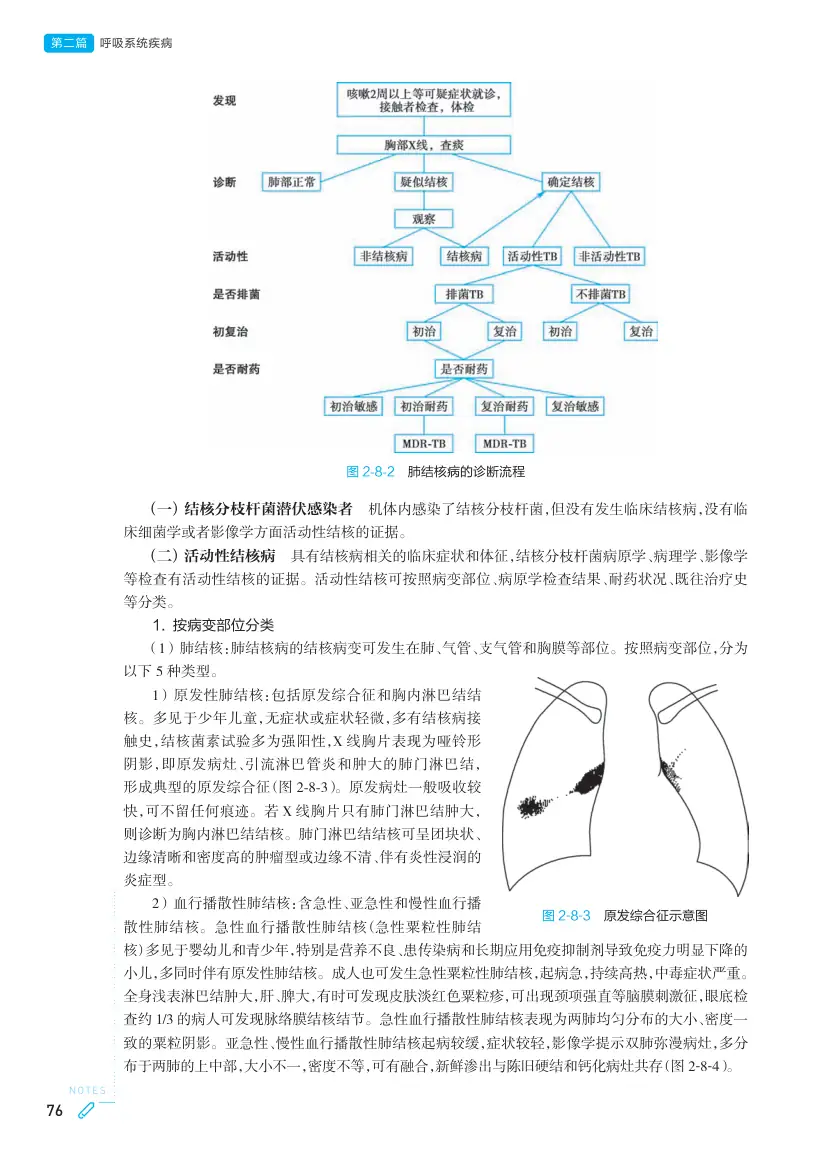 第二篇 呼吸系统疾病
发现
咳嗽2周以上等可疑症状就诊，
接触者检查，体检
胸部X线，查痰
诊断
肺部正常
疑似结核
确定结核
观察
活动性
非结核病
结核病
活动性TB
非活动性TB
是否排菌
排菌TB
不排菌TB
初复治
初治
复治
初治
复治
是否耐药
是否耐药
初治敏感
初治耐药
复治耐药
复治敏感
MDR-TB
MDR-TB
图 2-8-2 肺结核病的诊断流程
（一）结核分枝杆菌潜伏感染者 机体内感染了结核分枝杆菌，但没有发生临床结核病，没有临
床细菌学或者影像学方面活动性结核的证据。
（二）活动性结核病 具有结核病相关的临床症状和体征，结核分枝杆菌病原学、病理学、影像学
等检查有活动性结核的证据。活动性结核可按照病变部位、病原学检查结果、耐药状况、既往治疗史
等分类。
1. 按病变部位分类
（1）肺结核：肺结核病的结核病变可发生在肺、气管、支气管和胸膜等部位。按照病变部位，分为
以下 5 种类型。
1）原发性肺结核：包括原发综合征和胸内淋巴结结
核。多见于少年儿童，无症状或症状轻微，多有结核病接
触史，结核菌素试验多为强阳性，X 线胸片表现为哑铃形
阴影，即原发病灶、引流淋巴管炎和肿大的肺门淋巴结，
形成典型的原发综合征（图 2-8-3）。原发病灶一般吸收较
快，可不留任何痕迹。若 X 线胸片只有肺门淋巴结肿大，
则诊断为胸内淋巴结结核。肺门淋巴结结核可呈团块状、
边缘清晰和密度高的肿瘤型或边缘不清、伴有炎性浸润的
炎症型。
图 2-8-3 原发综合征示意图
2）血行播散性肺结核：含急性、亚急性和慢性血行播
散性肺结核。急性血行播散性肺结核（急性粟粒性肺结
核）多见于婴幼儿和青少年，特别是营养不良、患传染病和长期应用免疫抑制剂导致免疫力明显下降的
小儿，多同时伴有原发性肺结核。成人也可发生急性粟粒性肺结核，起病急，持续高热，中毒症状严重。
全身浅表淋巴结肿大，肝、脾大，有时可发现皮肤淡红色粟粒疹，可出现颈项强直等脑膜刺激征，眼底检
查约 1/3 的病人可发现脉络膜结核结节。急性血行播散性肺结核表现为两肺均匀分布的大小、密度一
致的粟粒阴影。亚急性、慢性血行播散性肺结核起病较缓，症状较轻，影像学提示双肺弥漫病灶，多分
布于两肺的上中部，大小不一，密度不等，可有融合，新鲜渗出与陈旧硬结和钙化病灶共存（图 2-8-4）。
NOTES
76